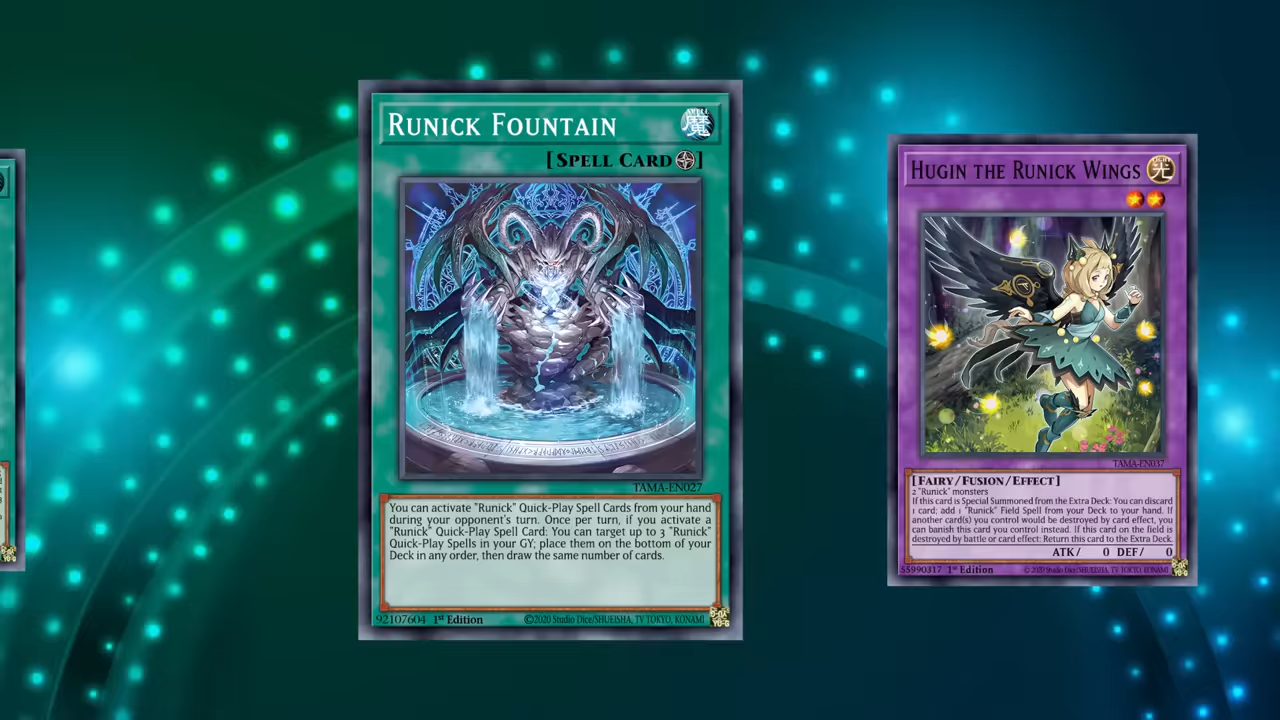 RUNICK FOUNTAIN
SPELL
魔
[SPELL CARD]
TAMA-EN027
You can activate "Runick" Quick-Play Spell Cards from your hand
during your opponent's turn. Once per turn, if you activate a
"Runick" Quick-Play Spell Card: You can target up to 3 "Runick"
Quick-Play Spells in your GY; place them on the bottom of your
Deck in any order, then draw the same number of cards.
92107604 1st Edition
©2020 Studio Dice/SHUEISHA, TV TOKYO, KONAMI
HUGIN THE RUNICK WINGS
LIGHT
光
TAMA-EN037
[FAIRY/FUSION/EFFECT]
2 "Runick" monsters
If this card is Special Summoned from the Extra Deck: You can discard
1 card; add 1 "Runick" Field Spell from your Deck to your hand. If
another card(s) you control would be destroyed by card effect, you
can banish this card you control instead. If this card on the field is
destroyed by battle or card effect: Return this card to the Extra Deck.
ATK/ 0 DEF/ 0
55990317 1st Edition
©2020 Studio Dice/SHUEISHA, TV TOKYO, KONAMI